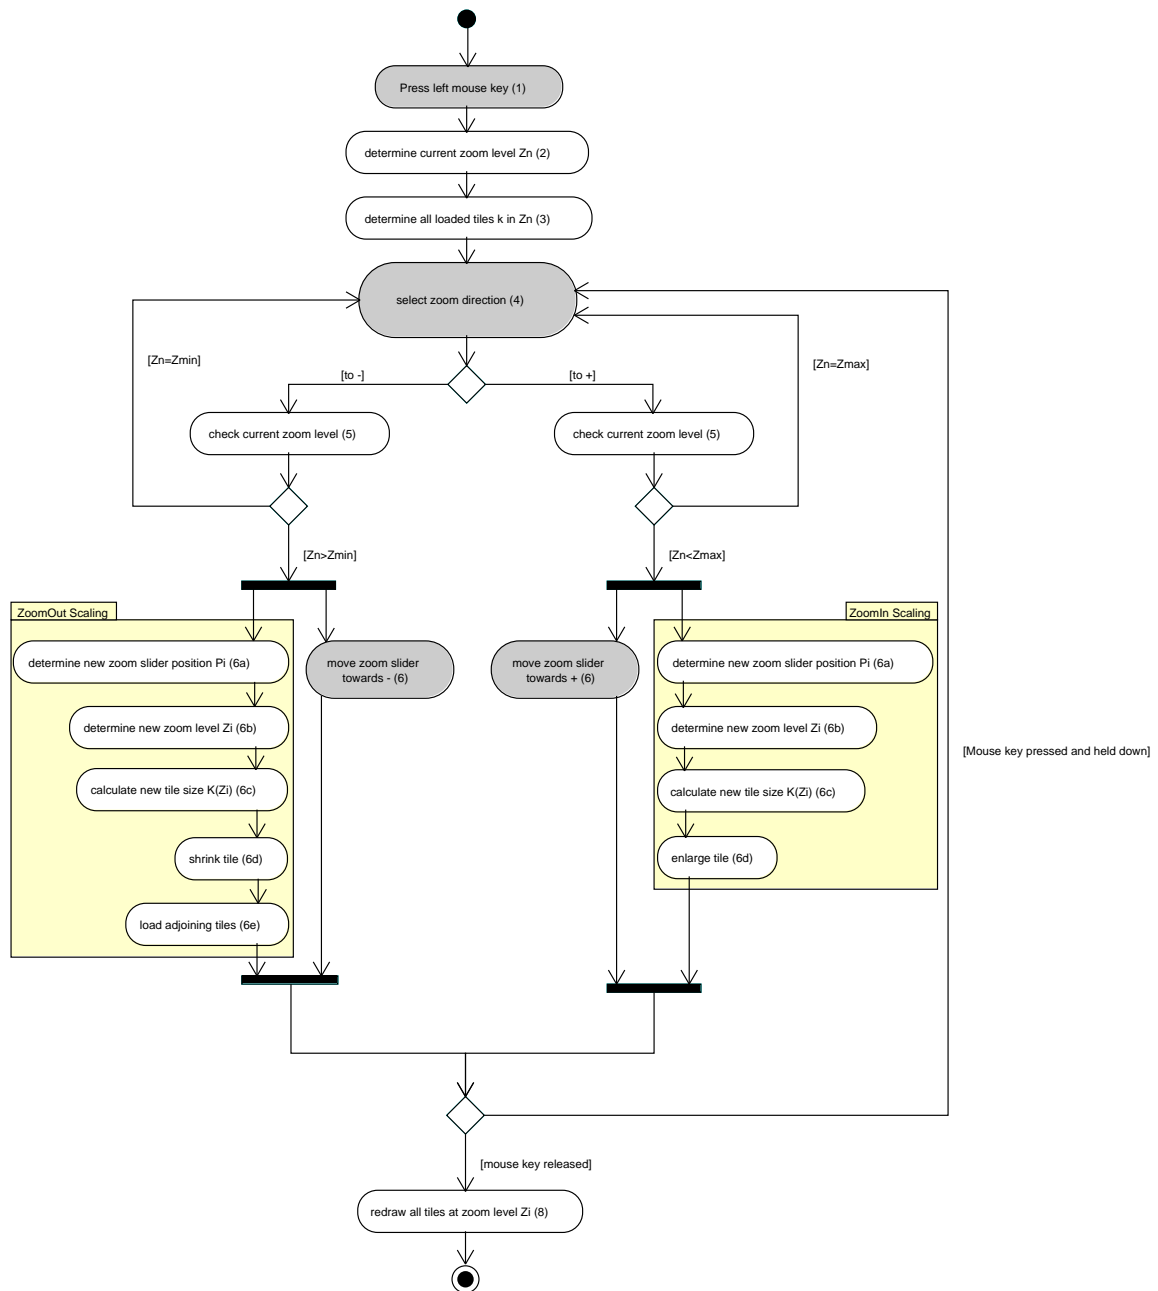 Press left mouse key (1)
determine current zoom level Zn (2)
determine all loaded tiles k in Zn (3)
select zoom direction (4)
[Zn=Zmin]
[Zn=Zmax]
[to -]
[to +]
check current zoom level (5)
check current zoom level (5)
[Zn>Zmin]
[Zn<Zmax]
ZoomOut Scaling
determine new zoom slider position Pi (6a)
determine new zoom level Zi (6b)
calculate new tile size K(Zi) (6c)
shrink tile (6d)
load adjoining tiles (6e)
move zoom slider
towards - (6)
move zoom slider
towards + (6)
ZoomIn Scaling
determine new zoom slider position Pi (6a)
determine new zoom level Zi (6b)
calculate new tile size K(Zi) (6c)
enlarge tile (6d)
[Mouse key pressed and held down]
[mouse key released]
redraw all tiles at zoom level Zi (8)